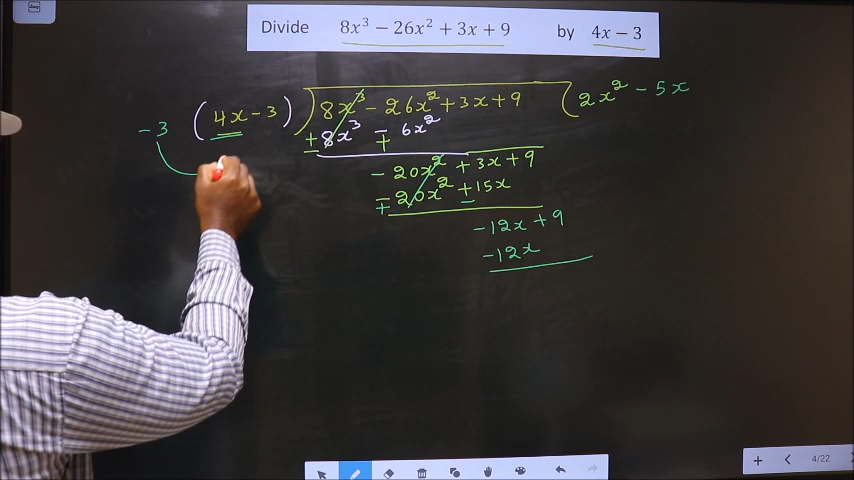 Divide 8x³ − 26x² + 3x + 9 by 4x − 3
-3 (4x-3) 8x³ - 26x² + 3x + 9 ( 2x² - 5x
+ 8x³ - 6x²
- +
- 20x² + 3x + 9
- 20x² + 15x
+ -
-12x + 9
-12x
4/22